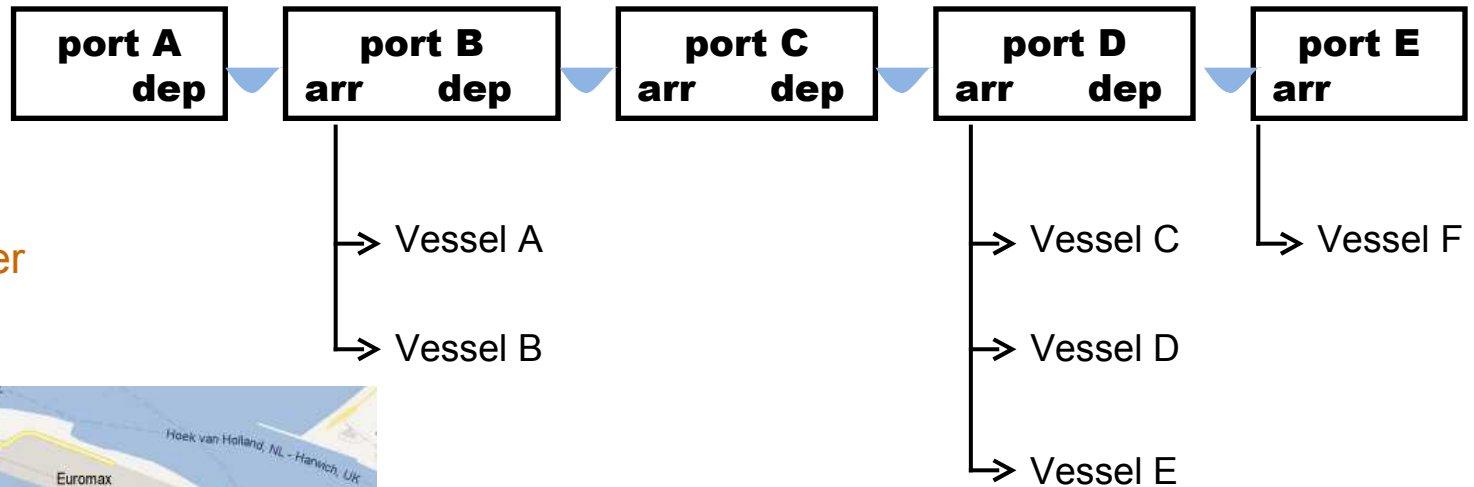 port A
dep
port B
arr dep
port C
arr dep
port D
arr dep
port E
arr
er
Vessel A
Vessel B
Vessel C
Vessel D
Vessel E
Vessel F
Hoek van Holland, NL - Harwich, UK
Euromax